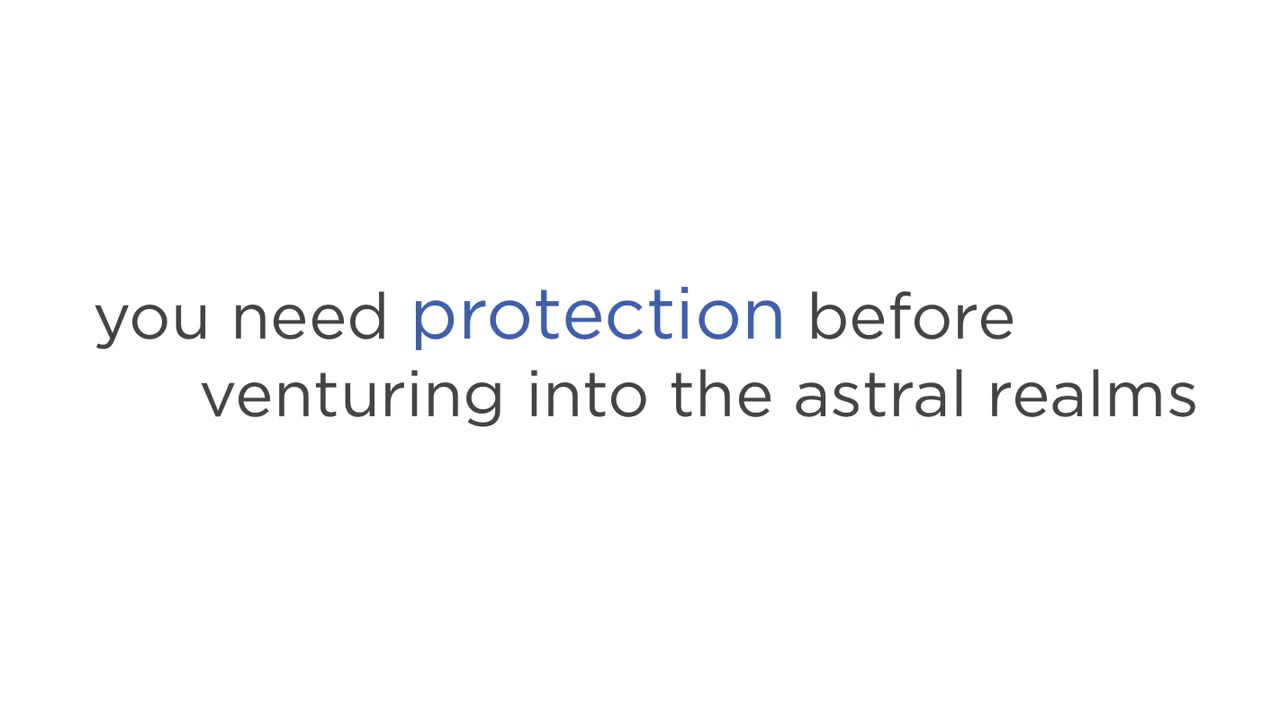 you need protection before
venturing into the astral realms